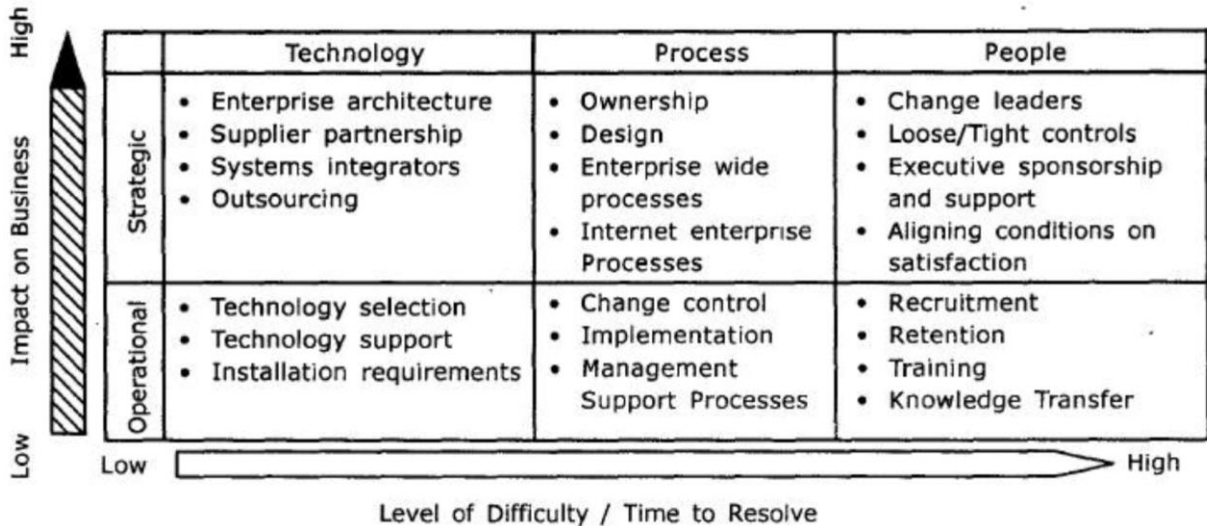 High
Impact on Business
Low
Technology
Process
People
Strategic
• Enterprise architecture
• Supplier partnership
• Systems integrators
• Outsourcing
• Ownership
• Design
• Enterprise wide
processes
• Internet enterprise
Processes
• Change leaders
• Loose/Tight controls
• Executive sponsorship
and support
• Aligning conditions on
satisfaction
Operational
• Technology selection
• Technology support
• Installation requirements
• Change control
• Implementation
• Management
Support Processes
• Recruitment
• Retention
• Training
• Knowledge Transfer
Low
High
Level of Difficulty / Time to Resolve